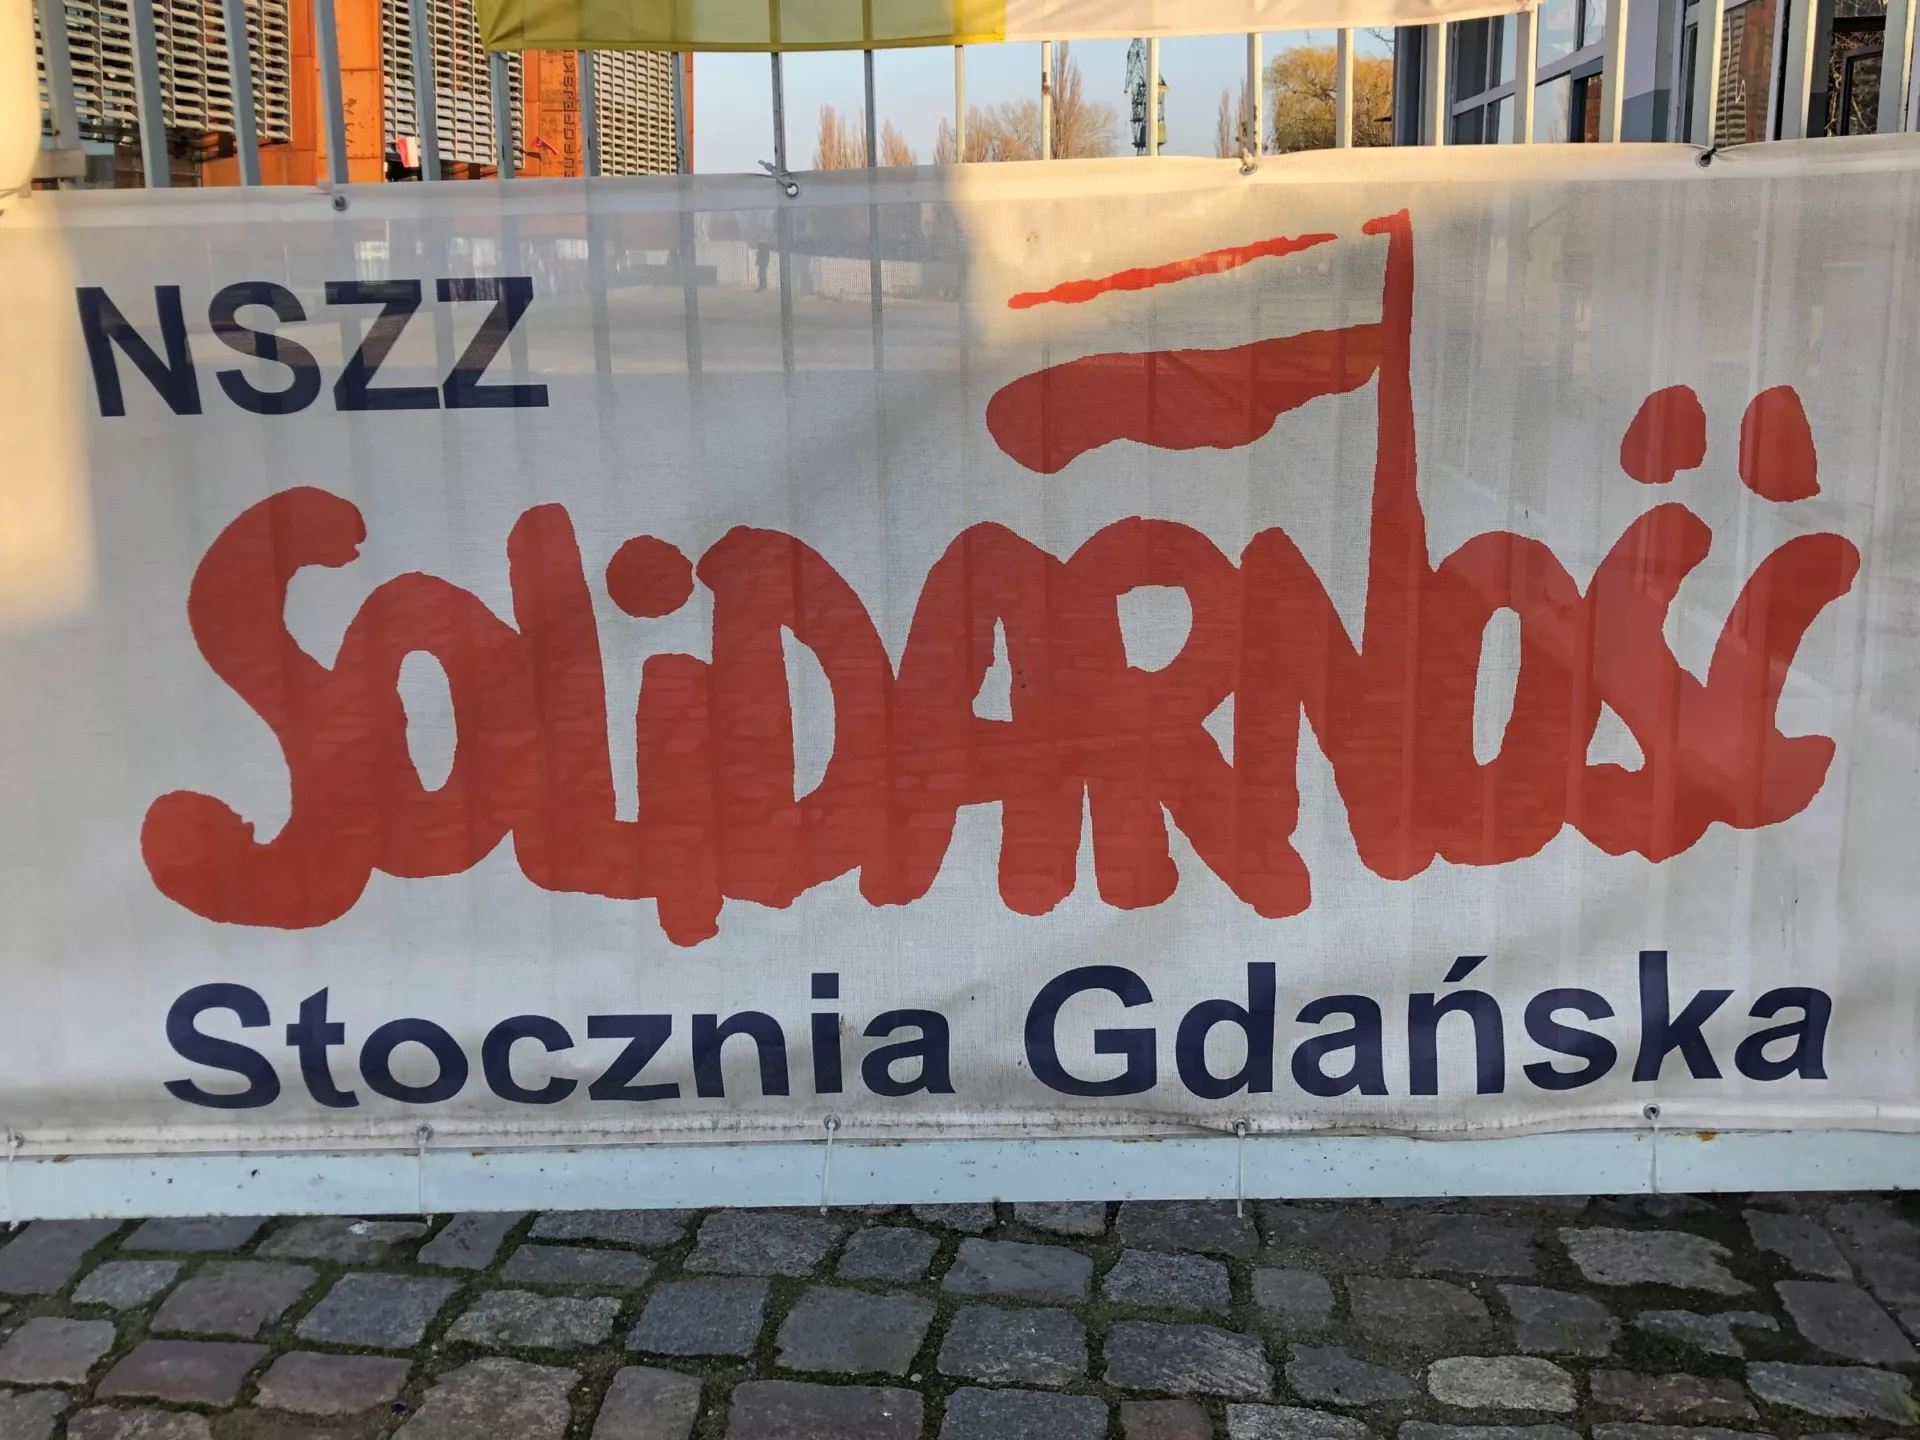 NSZZ
SOLiDARNOŚĆ
Stocznia Gdańska